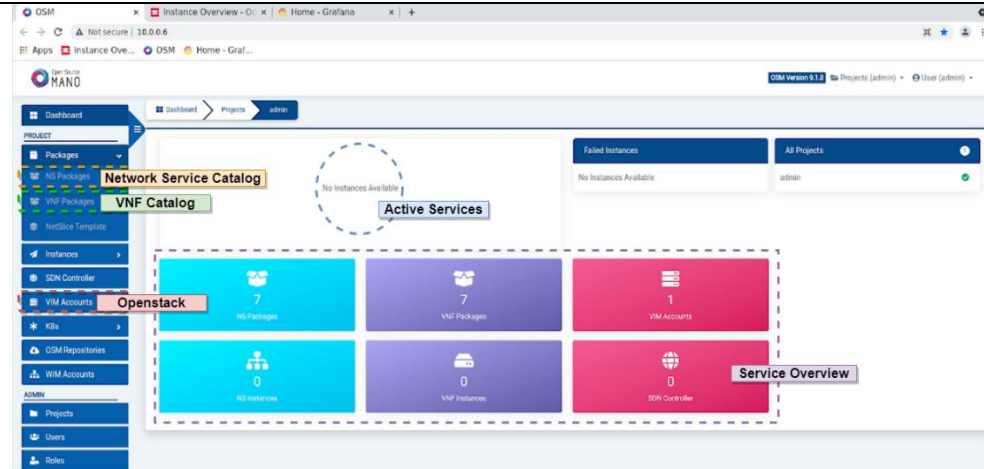 OSM
Instance Overview - O
Home - Grafana
Not secure | 10.0.0.6
Apps
Instance Ove...
OSM
Home - Graf...
Open Source
MANO
OSM Version 9.1.3
Projects (admin)
User (admin)
Dashboard
Dashboard
Projects
admin
PROJECT
Packages
NS Packages
Network Service Catalog
VNF Packages
VNF Catalog
NetSlice Template
Instances
SDN Controller
VIM Accounts
Openstack
K8s
OSM Repositories
WIM Accounts
ADMIN
Projects
Users
Roles
No Instances Available
Active Services
Failed Instances
No Instances Available
All Projects
1
admin
7
NS Packages
7
VNF Packages
1
VIM Accounts
0
NS Instances
0
VNF Instances
0
SDN Controller
Service Overview